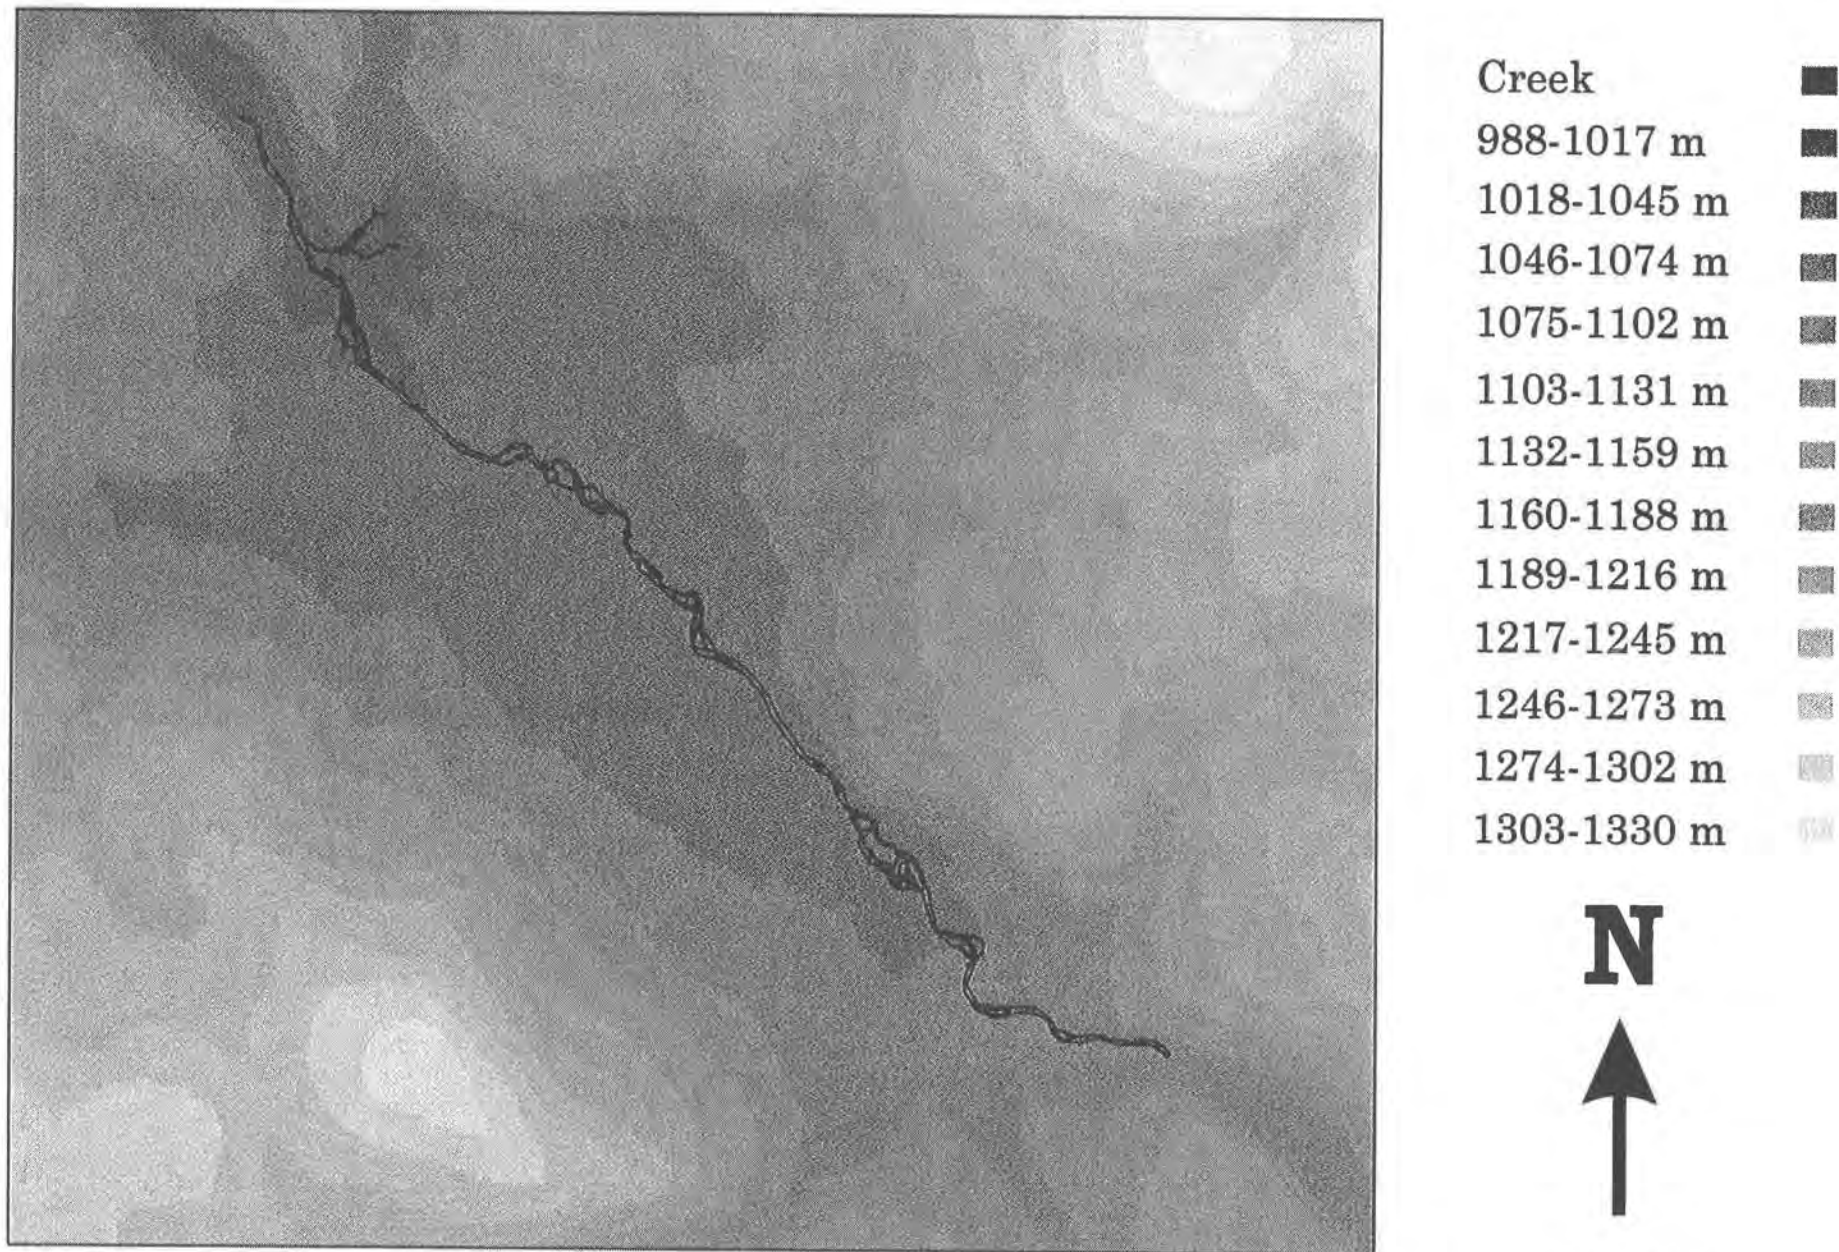 Creek
988-1017 m
1018-1045 m
1046-1074 m
1075-1102 m
1103-1131 m
1132-1159 m
1160-1188 m
1189-1216 m
1217-1245 m
1246-1273 m
1274-1302 m
1303-1330 m
N